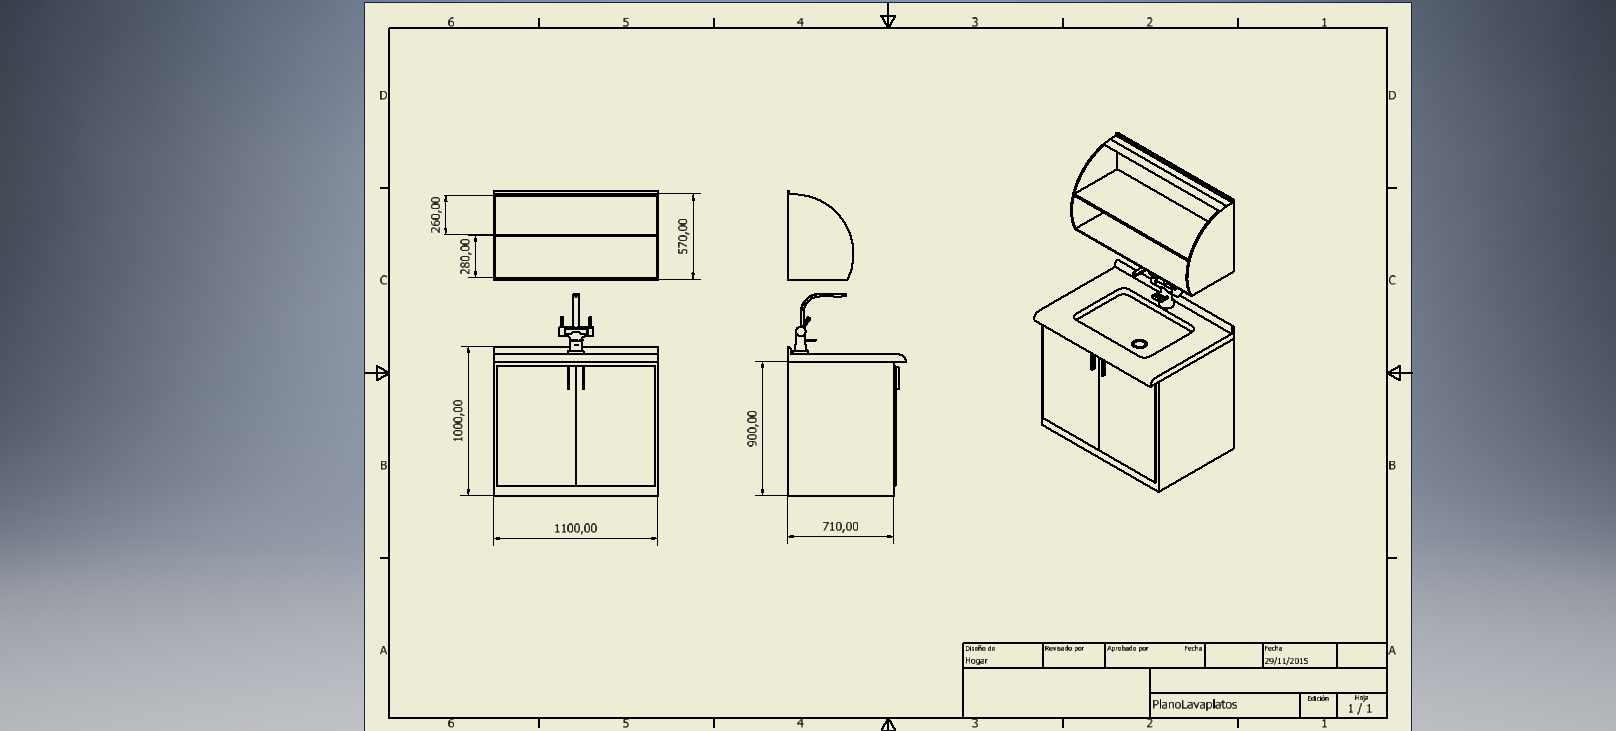 6 5 4 3 2 1
D D
260,00
280,00
570,00
C C
1000,00
900,00
B B
1100,00
710,00
A A
Diseño de Revisado por Aprobado por Fecha Fecha
Hogar 29/11/2015
Edición Hoja
PlanoLavaplatos 1 / 1
6 5 4 3 2 1